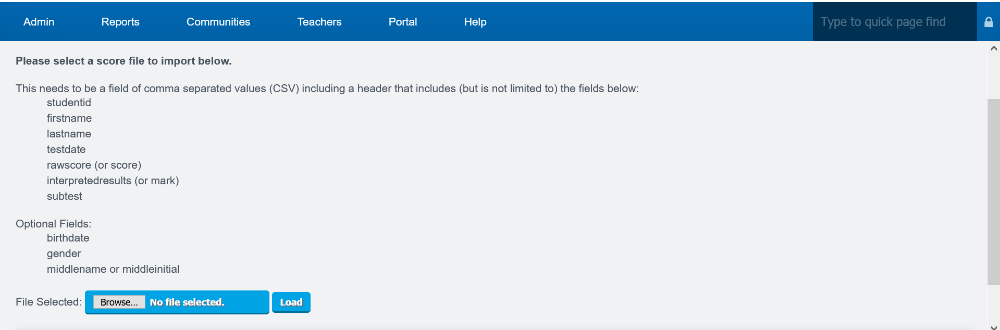 Admin Reports Communities Teachers Portal Help Type to quick page find
Please select a score file to import below.
This needs to be a field of comma separated values (CSV) including a header that includes (but is not limited to) the fields below:
studentid
firstname
lastname
testdate
rawscore (or score)
interpretedresults (or mark)
subtest
Optional Fields:
birthdate
gender
middlename or middleinitial
File Selected: Browse... No file selected. Load